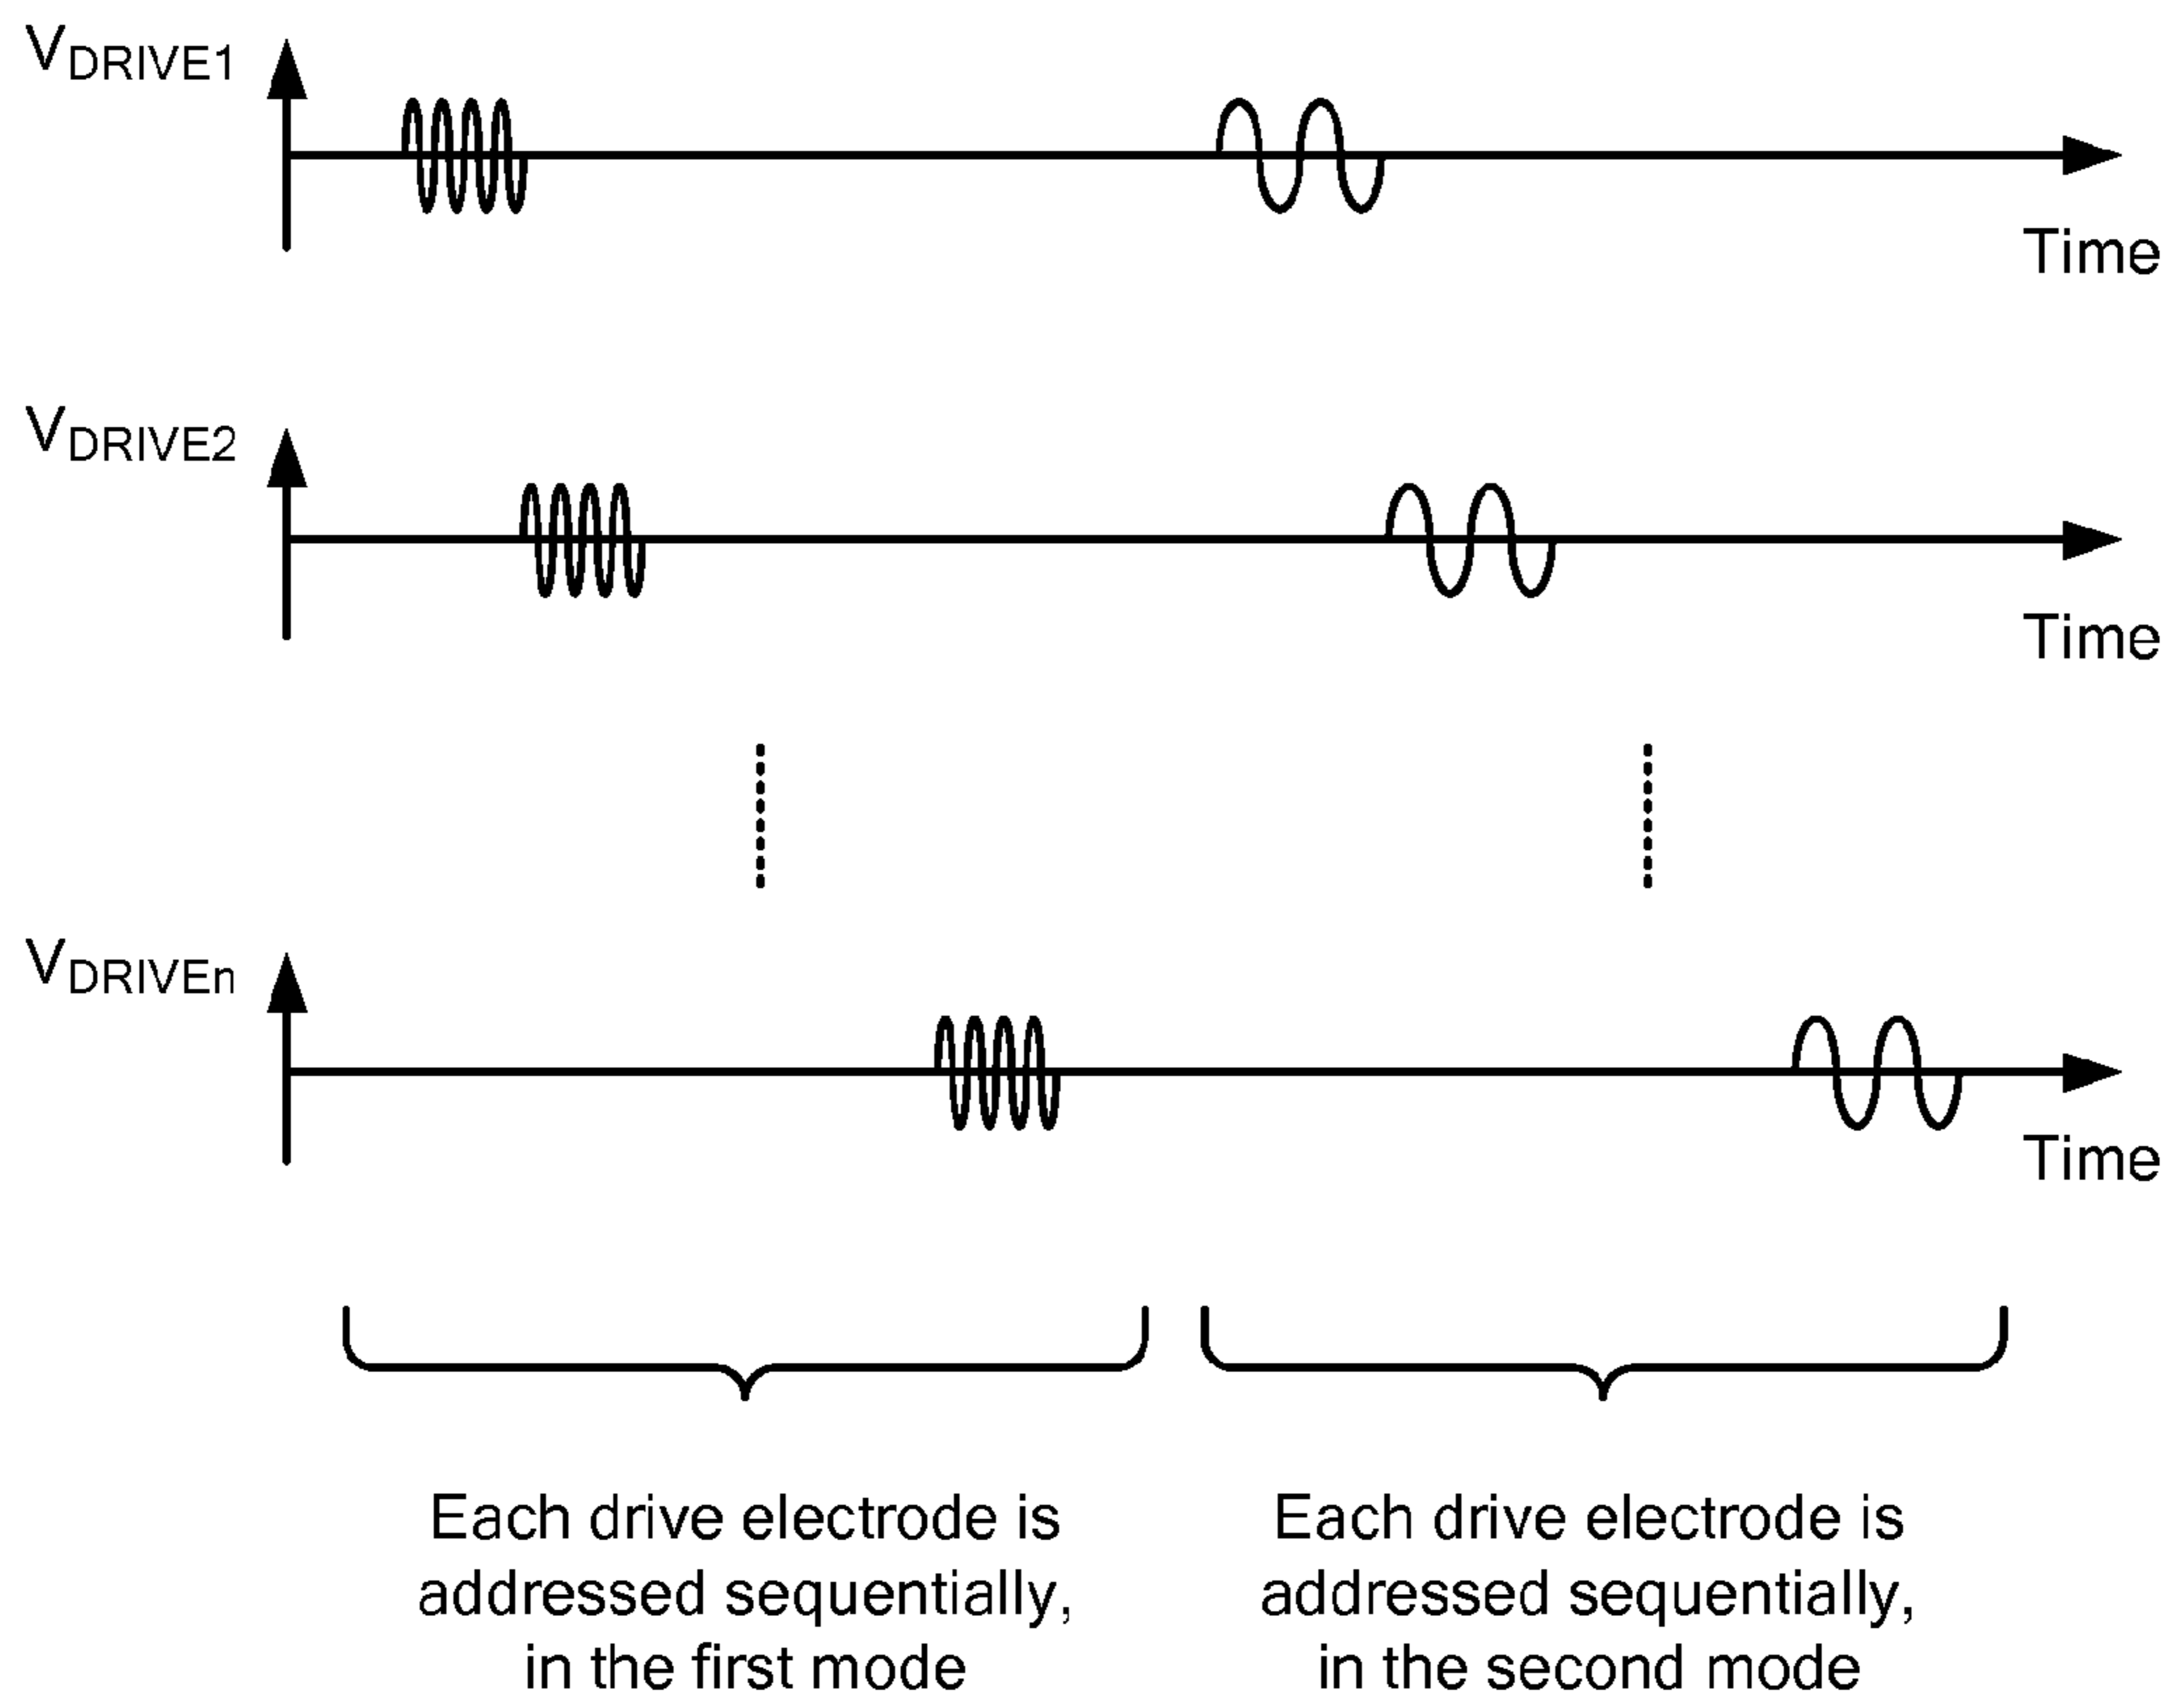 VDRIVE1
Time
VDRIVE2
Time
VDRIVEn
Time
Each drive electrode is
addressed sequentially,
in the first mode
Each drive electrode is
addressed sequentially,
in the second mode